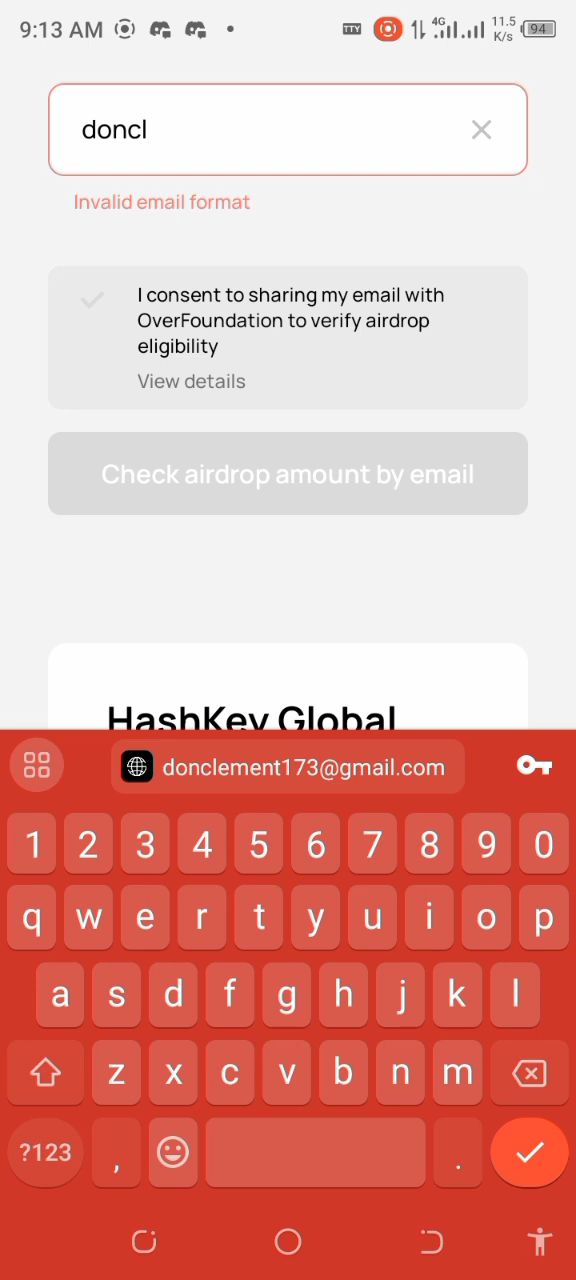 9:13 AM TTY 4G 11.5 K/s 94
doncl
Invalid email format
I consent to sharing my email with
OverFoundation to verify airdrop
eligibility
View details
Check airdrop amount by email
HashKey Global
donclement173@gmail.com
1 2 3 4 5 6 7 8 9 0
q w e r t y u i o p
a s d f g h j k l
z x c v b n m
?123 , .